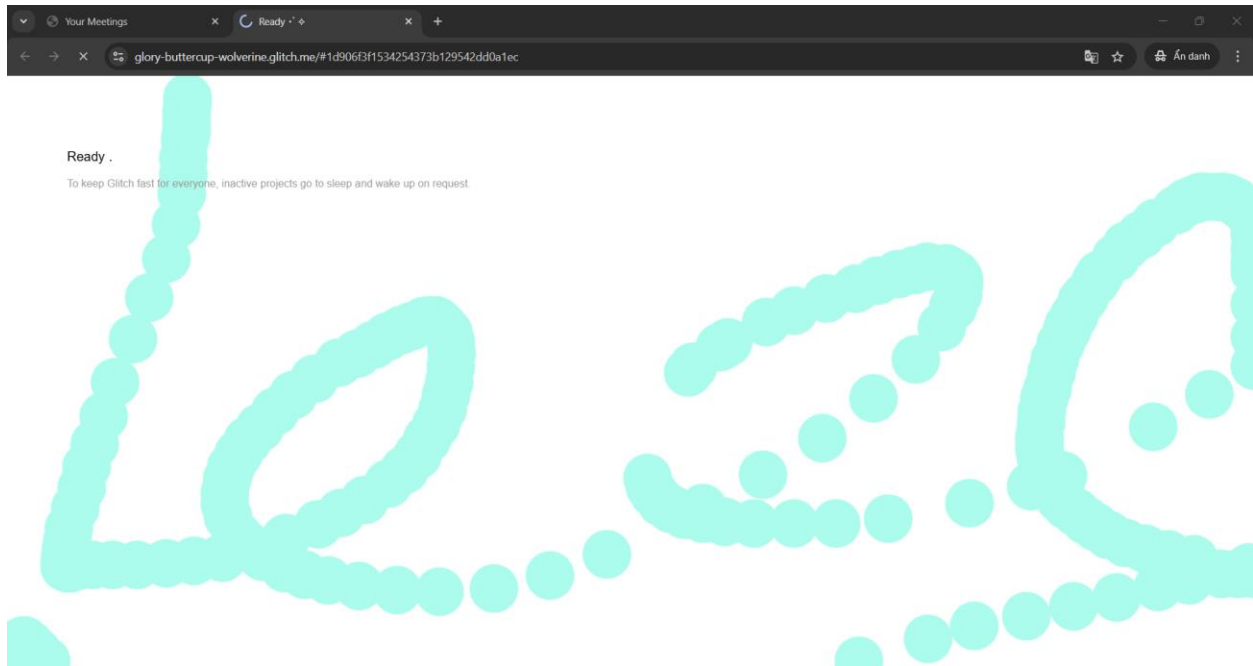 Your Meetings
Ready ˖˚ ✧
glory-buttercup-wolverine.glitch.me/#1d906f3f1534254373b129542dd0a1ec
Ẩn danh
Ready .
To keep Glitch fast for everyone, inactive projects go to sleep and wake up on request.